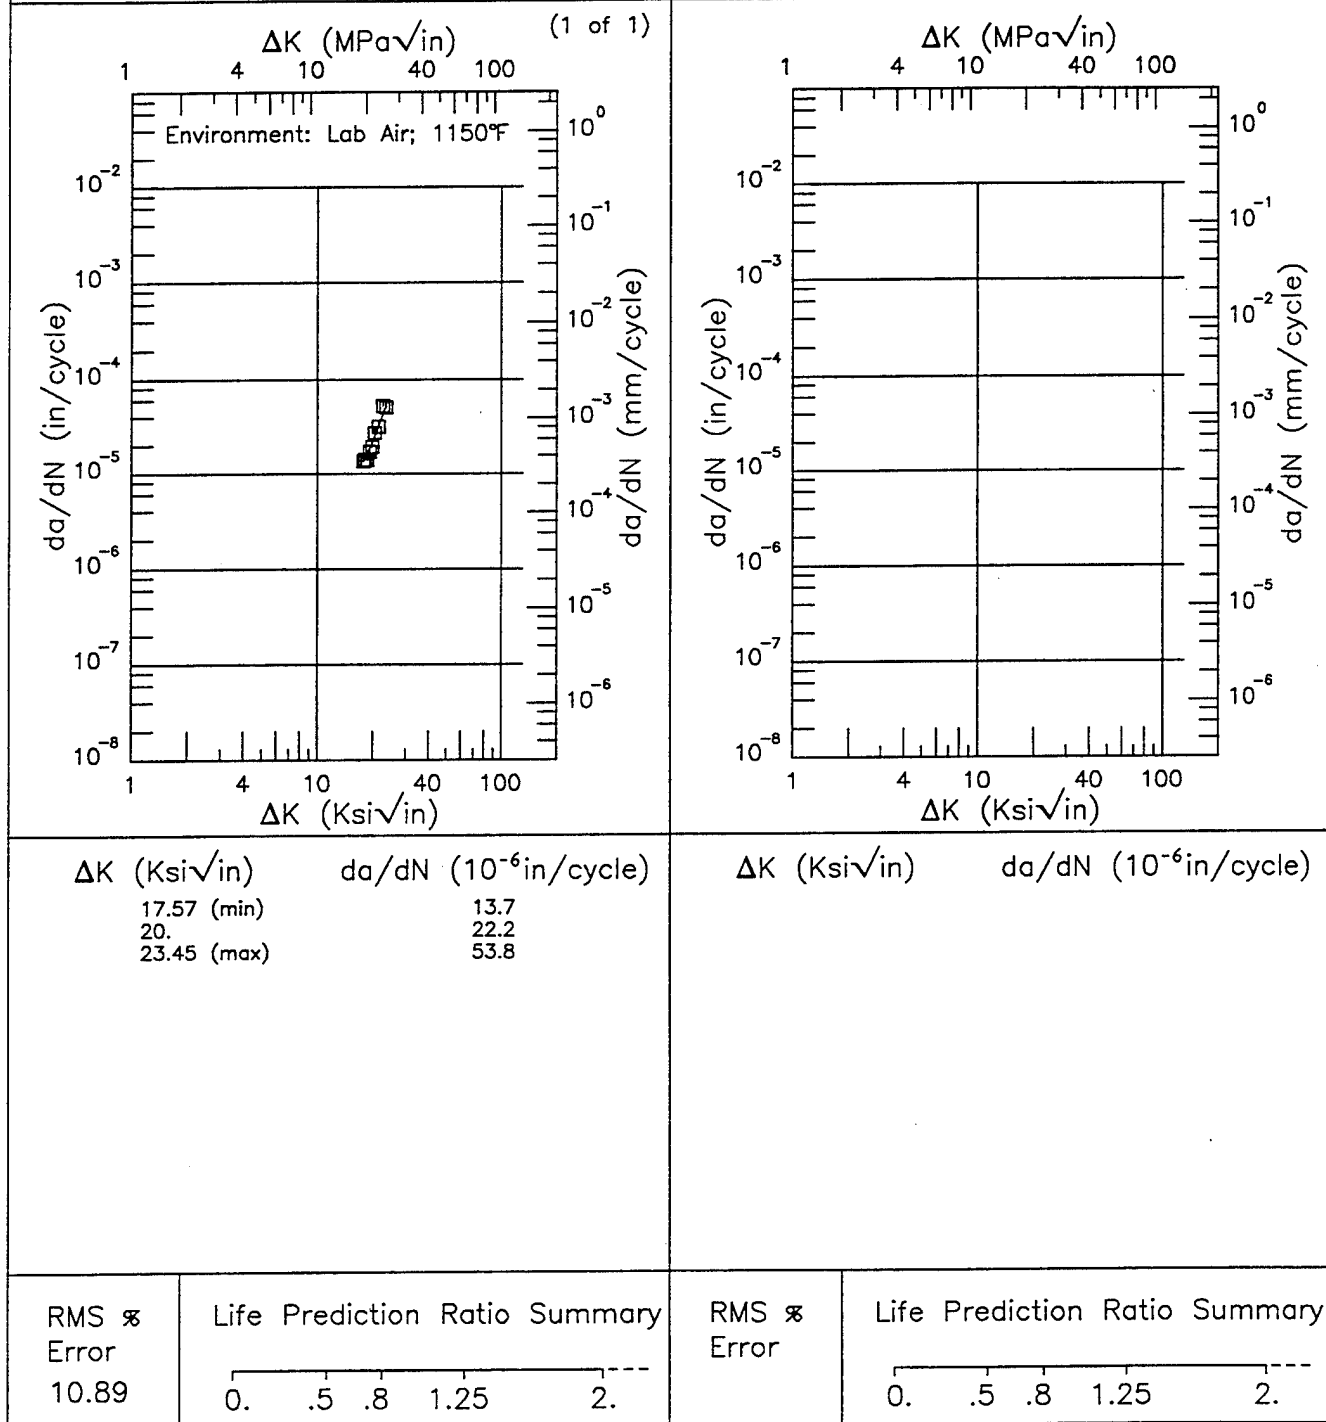 (1 of 1)
ΔK (MPa√in)
1 4 10 40 100
Environment: Lab Air; 1150°F
da/dN (in/cycle)
10⁻²
10⁻³
10⁻⁴
10⁻⁵
10⁻⁶
10⁻⁷
10⁻⁸
da/dN (mm/cycle)
10⁰
10⁻¹
10⁻²
10⁻³
10⁻⁴
10⁻⁵
10⁻⁶
1 4 10 40 100
ΔK (Ksi√in)
ΔK (MPa√in)
1 4 10 40 100
da/dN (in/cycle)
10⁻²
10⁻³
10⁻⁴
10⁻⁵
10⁻⁶
10⁻⁷
10⁻⁸
da/dN (mm/cycle)
10⁰
10⁻¹
10⁻²
10⁻³
10⁻⁴
10⁻⁵
10⁻⁶
1 4 10 40 100
ΔK (Ksi√in)
ΔK (Ksi√in) da/dN (10⁻⁶in/cycle)
17.57 (min) 13.7
20. 22.2
23.45 (max) 53.8
ΔK (Ksi√in) da/dN (10⁻⁶in/cycle)
RMS %
Error
10.89
Life Prediction Ratio Summary
0. .5 .8 1.25 2.
RMS %
Error
Life Prediction Ratio Summary
0. .5 .8 1.25 2.